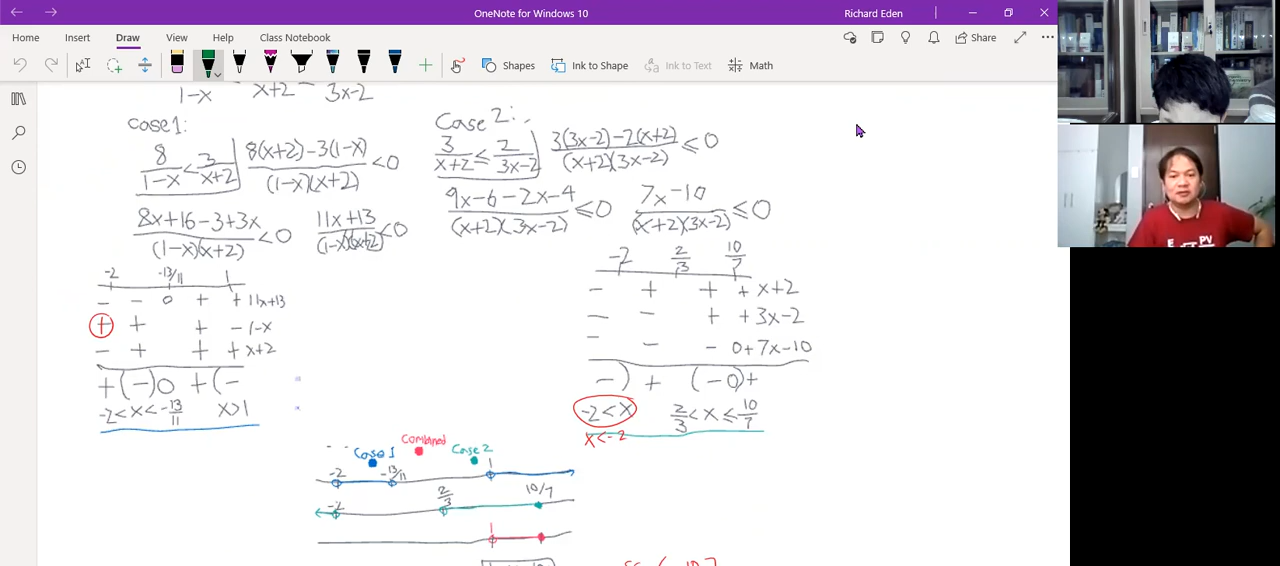 OneNote for Windows 10
Richard Eden
Home Insert Draw View Help Class Notebook
Share
Shapes Ink to Shape Ink to Text Math
1-x x+2 3x-2
Case 1:
8/(1-x) < 3/(x+2) (8(x+2)-3(1-x))/((1-x)(x+2)) < 0
(8x+16-3+3x)/((1-x)(x+2)) < 0 (11x+13)/((1-x)(x+2)) < 0
-2 -13/11 1
- - 0 + + 11x+13
+ + + - 1-x
- + + + x+2
+ (-) 0 + (-
-2<x<-13/11 x>1
Case 2:
3/(x+2) ≤ 2/(3x-2) (3(3x-2)-2(x+2))/((x+2)(3x-2)) ≤ 0
(9x-6-2x-4)/((x+2)(3x-2)) ≤ 0 (7x-10)/((x+2)(3x-2)) ≤ 0
-2 2/3 10/7
- + + + x+2
- - + + 3x-2
- - - 0 + 7x-10
-) + (-0) +
-2<x 2/3<x≤10/7
x<-2
Case 1 Combined Case 2
-2 -13/11 1
-2 2/3 10/7
1
E PV